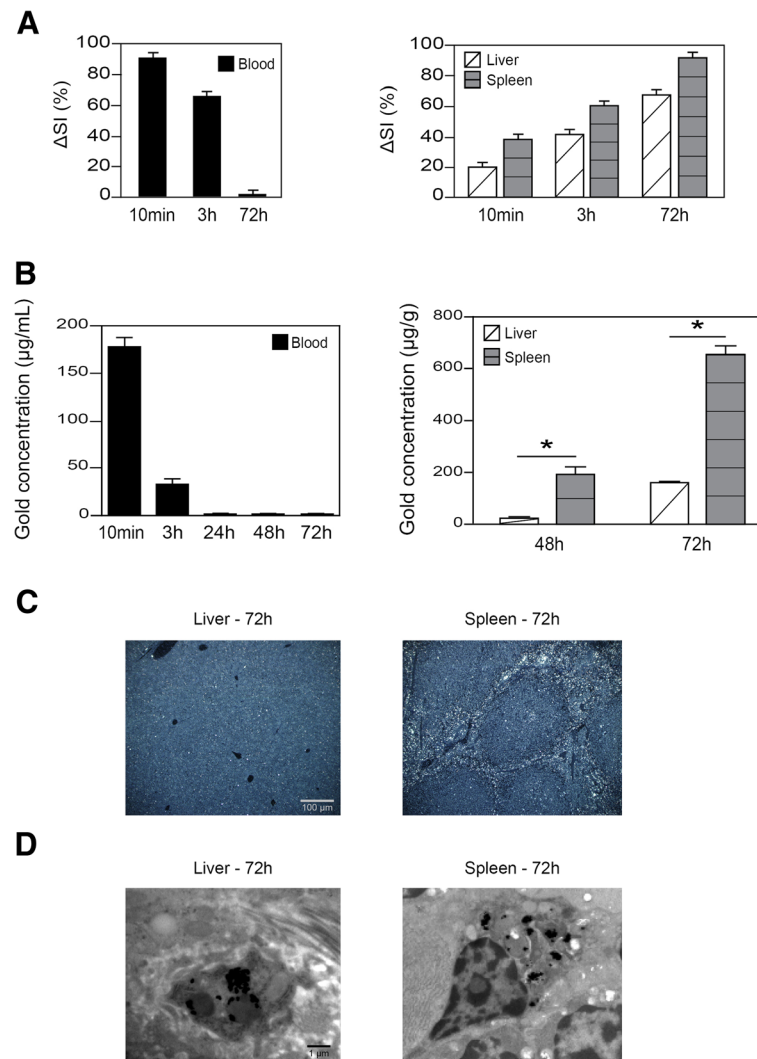 A
100
80
60
40
20
0
ΔSI (%)
Blood
10min 3h 72h
100
80
60
40
20
0
ΔSI (%)
Liver
Spleen
10min 3h 72h
B
200
150
100
50
0
Gold concentration (µg/mL)
Blood
10min 3h 24h 48h 72h
800
600
400
200
0
Gold concentration (µg/g)
Liver
Spleen
*
*
48h 72h
C
Liver - 72h
Spleen - 72h
100 µm
D
Liver - 72h
Spleen - 72h
1 µm